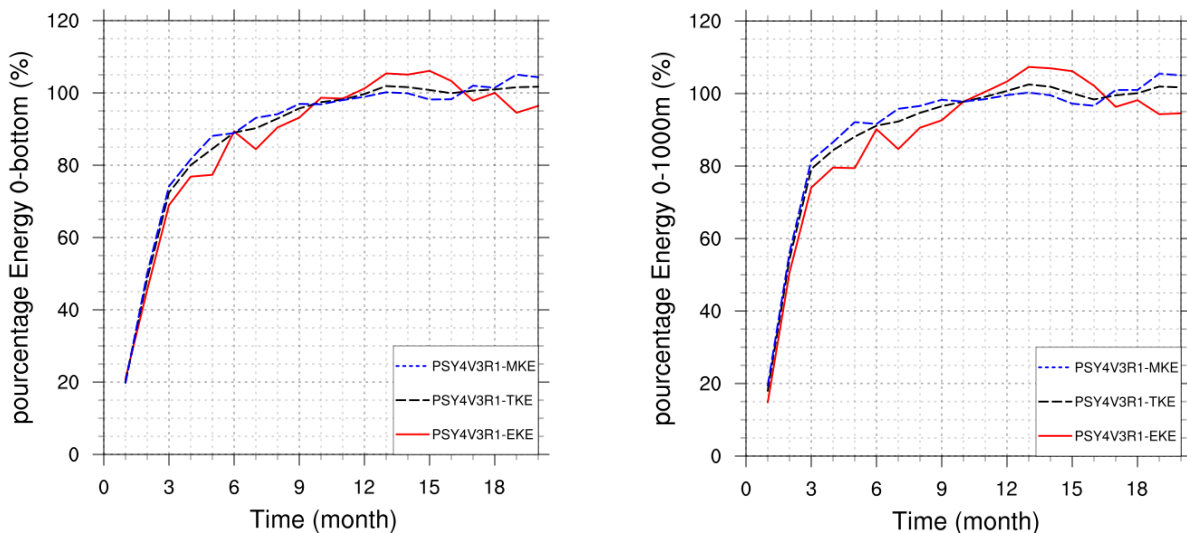 pourcentage Energy 0-bottom (%)
120
100
80
60
40
20
0
0 3 6 9 12 15 18
Time (month)
PSY4V3R1-MKE
PSY4V3R1-TKE
PSY4V3R1-EKE
pourcentage Energy 0-1000m (%)
120
100
80
60
40
20
0
0 3 6 9 12 15 18
Time (month)
PSY4V3R1-MKE
PSY4V3R1-TKE
PSY4V3R1-EKE